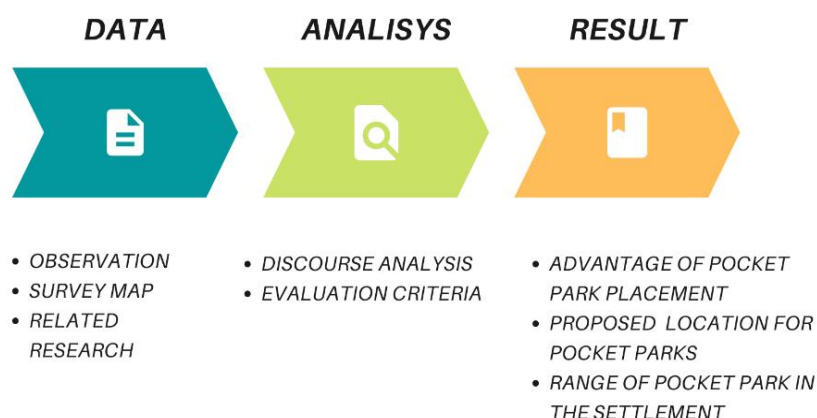 DATA
ANALISYS
RESULT
• OBSERVATION
• SURVEY MAP
• RELATED
RESEARCH
• DISCOURSE ANALYSIS
• EVALUATION CRITERIA
• ADVANTAGE OF POCKET
PARK PLACEMENT
• PROPOSED LOCATION FOR
POCKET PARKS
• RANGE OF POCKET PARK IN
THE SETTLEMENT